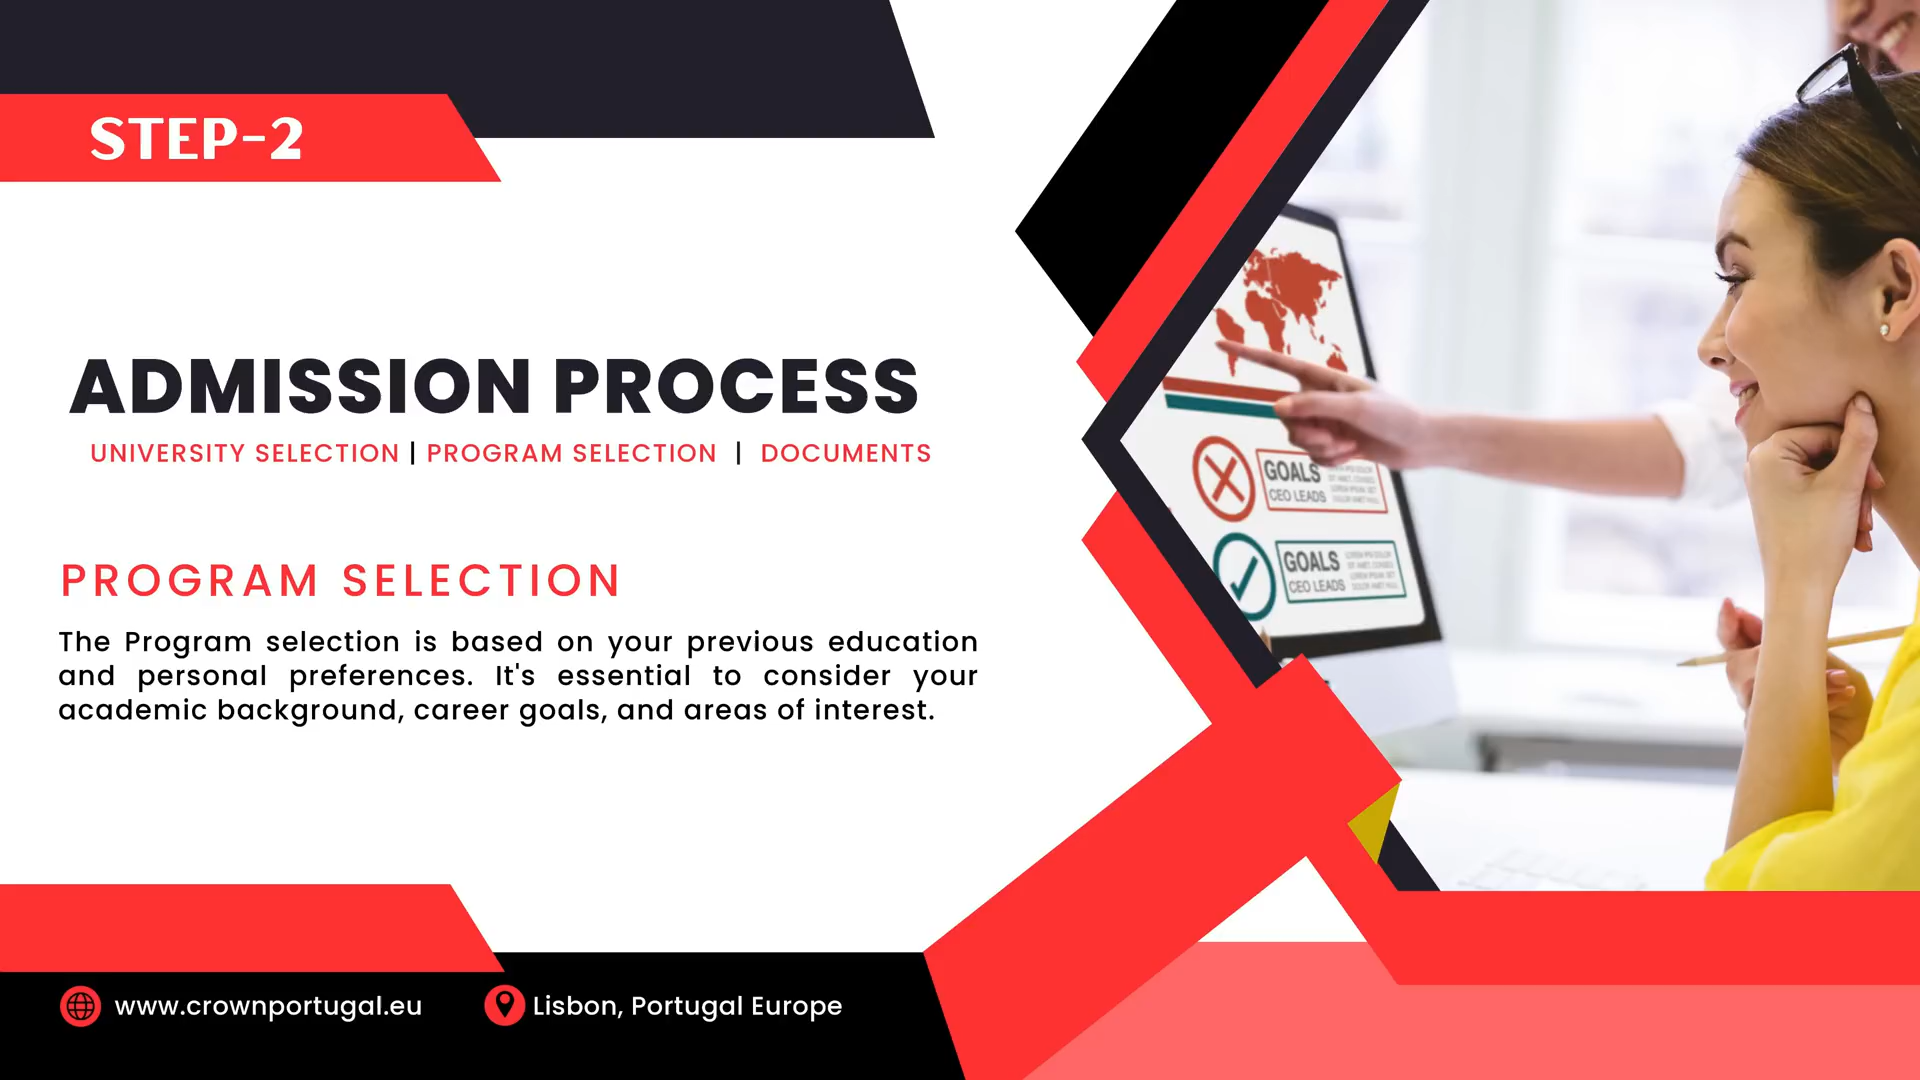 STEP-2
ADMISSION PROCESS
UNIVERSITY SELECTION | PROGRAM SELECTION | DOCUMENTS
PROGRAM SELECTION
The Program selection is based on your previous education
and personal preferences. It's essential to consider your
academic background, career goals, and areas of interest.
www.crownportugal.eu
Lisbon, Portugal Europe
GOALS
CEO LEADS
GOALS
CEO LEADS